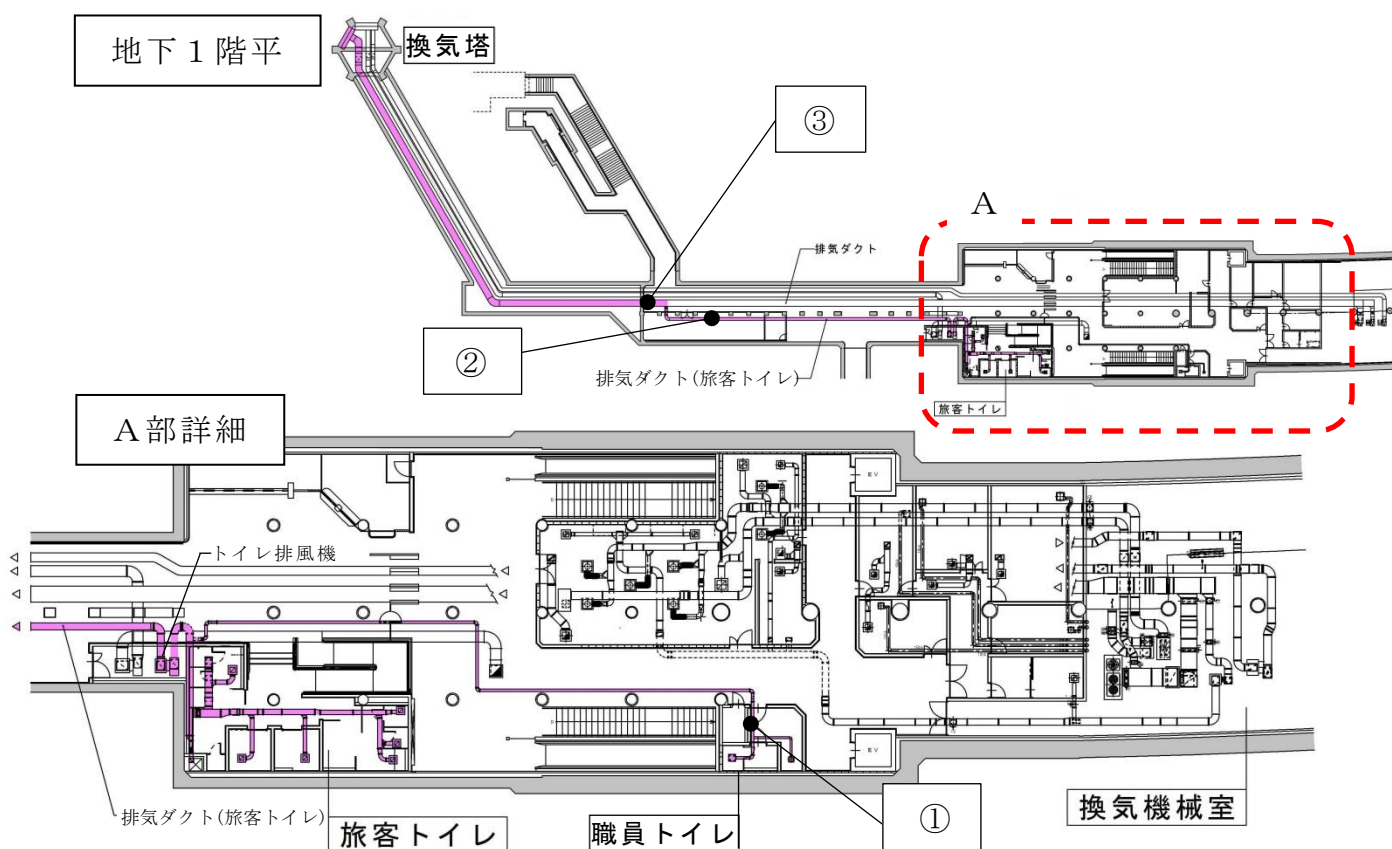 地下１階平
換気塔
③
A
排気ダクト
②
排気ダクト(旅客トイレ)
旅客トイレ
A部詳細
EV
トイレ排風機
EV
排気ダクト(旅客トイレ)
旅客トイレ
職員トイレ
①
換気機械室